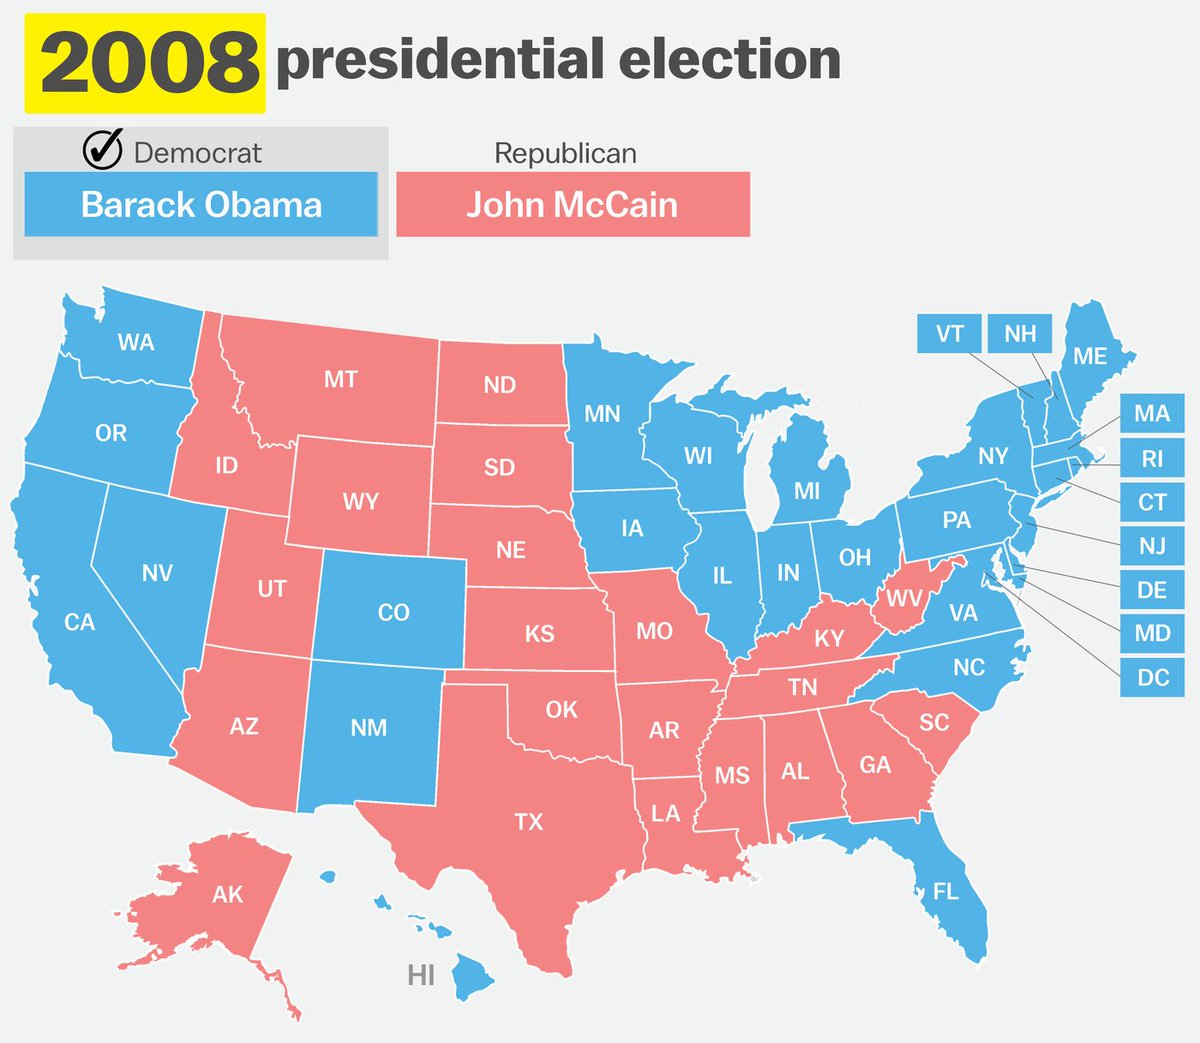 2008 presidential election
Democrat Republican
Barack Obama John McCain
VT NH
WA
ME
MT
ND
MN
MA
OR
WI
NY
RI
ID
SD
MI
WY
CT
PA
IA
NE
NJ
OH
NV
IL
IN
UT
DE
WV
CO
VA
CA
KS
MO
KY
MD
NC
DC
TN
OK
SC
AZ
NM
AR
GA
MS
AL
LA
TX
FL
AK
HI